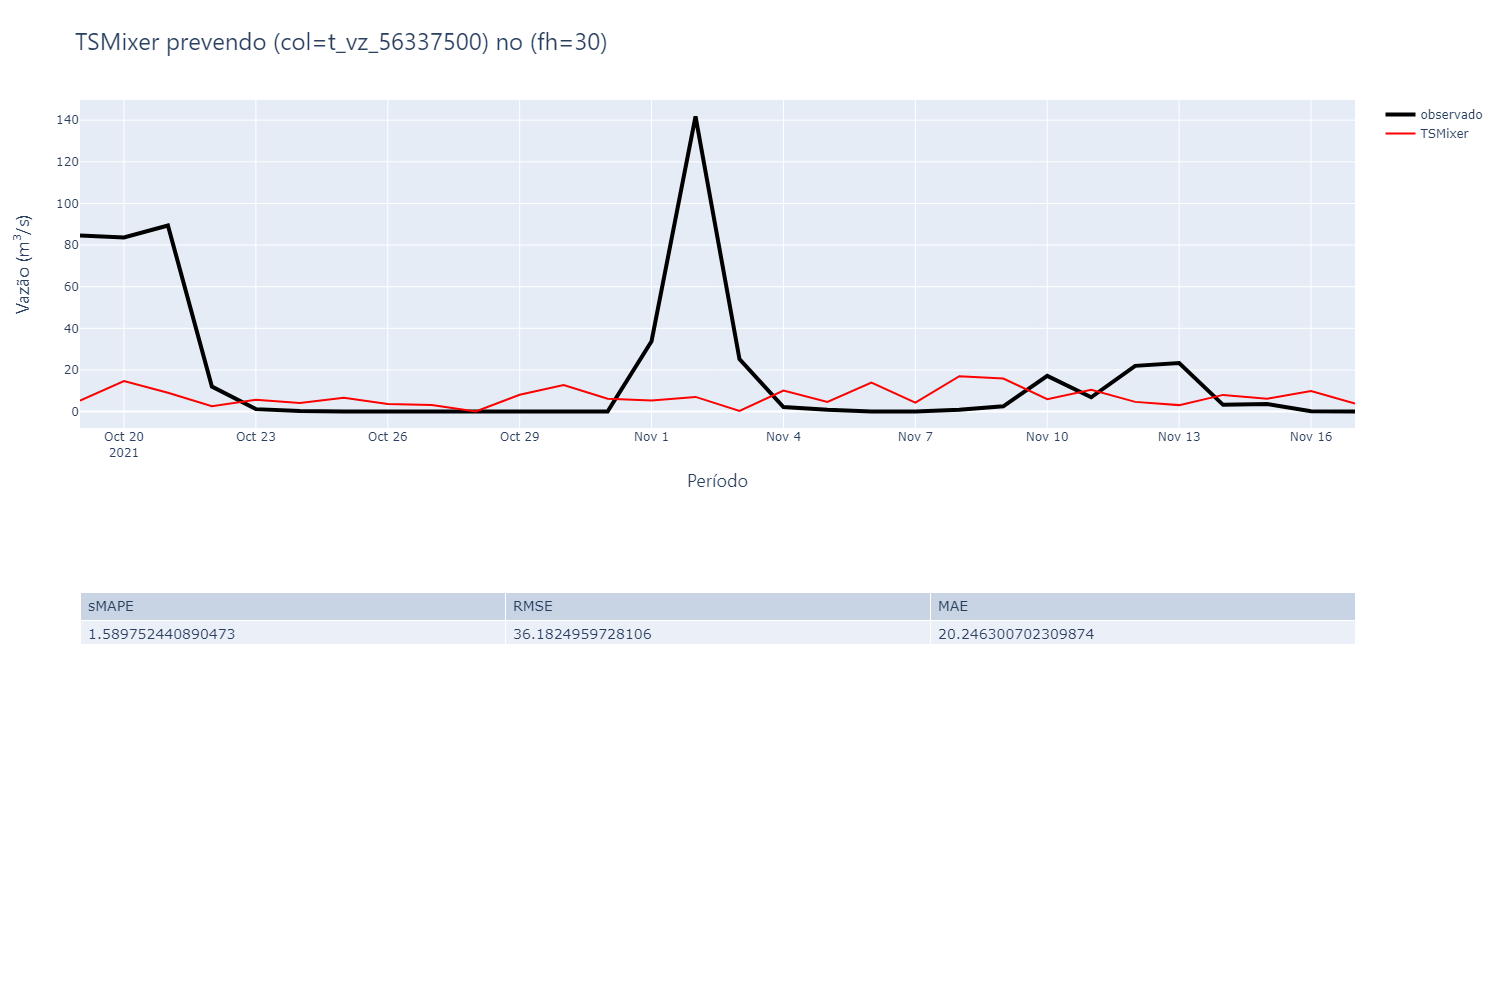 TSMixer prevendo (col=t_vz_56337500) no (fh=30)
observado
TSMixer
Vazão (m³/s)
140
120
100
80
60
40
20
0
Oct 20 Oct 23 Oct 26 Oct 29 Nov 1 Nov 4 Nov 7 Nov 10 Nov 13 Nov 16
2021
Período
sMAPE RMSE MAE
1.589752440890473 36.1824959728106 20.246300702309874